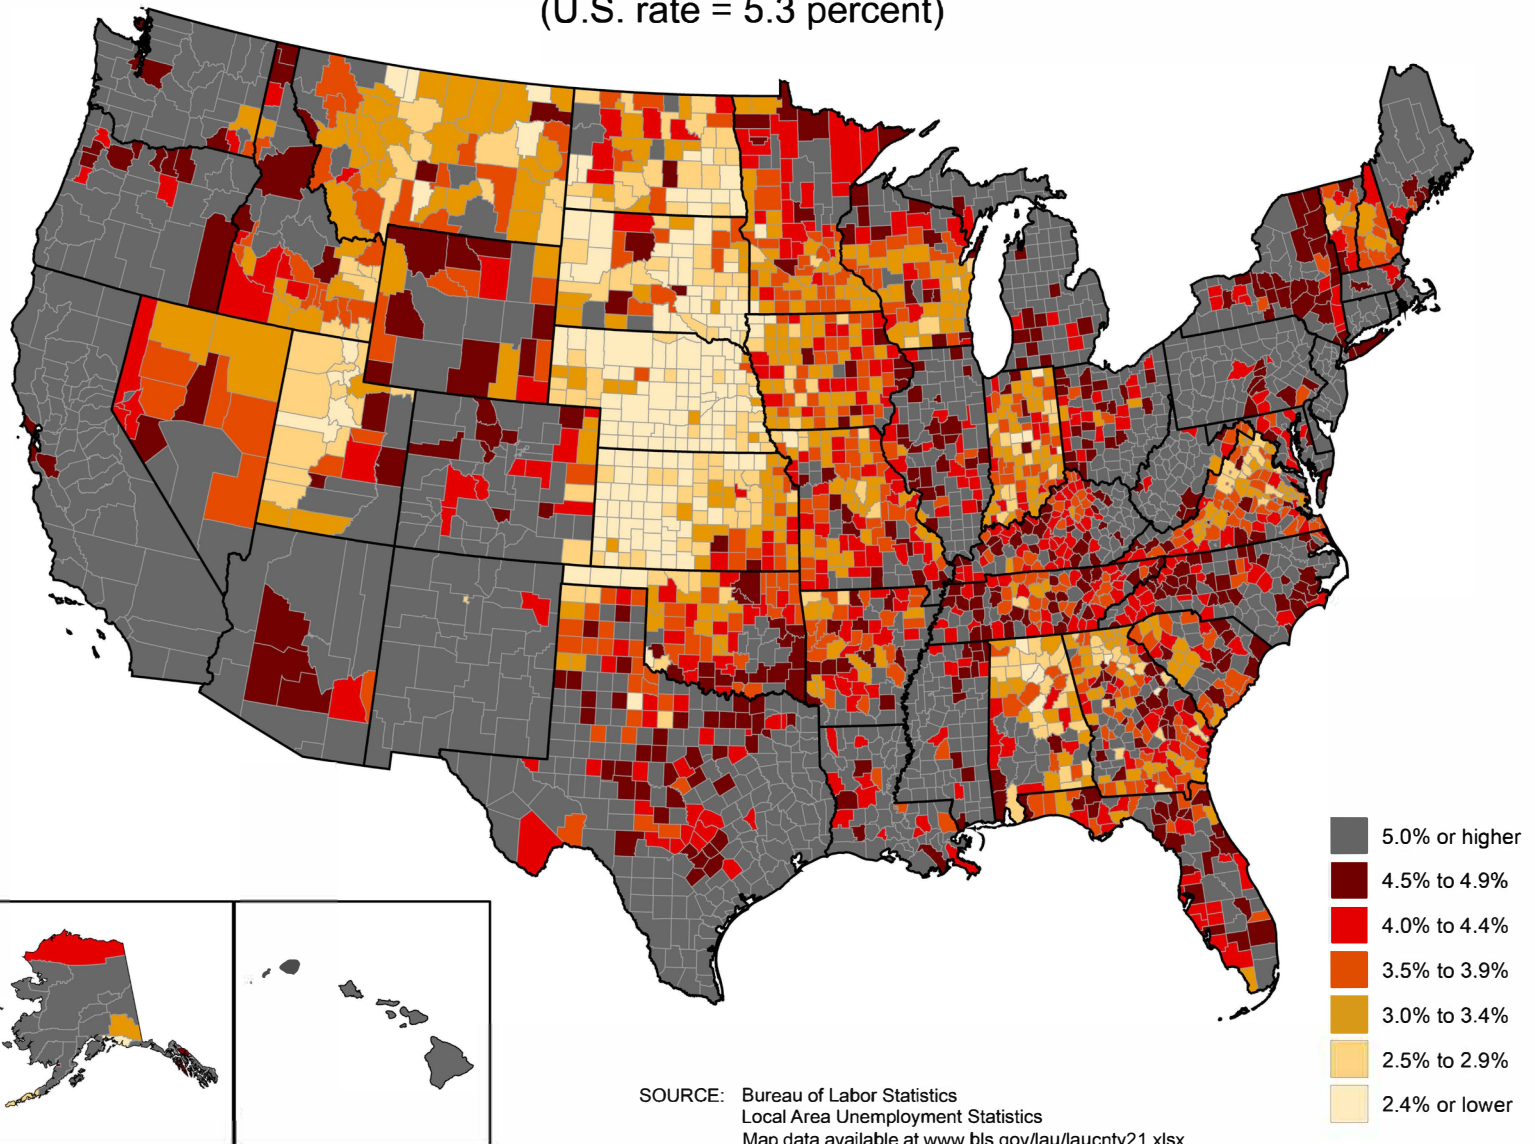 (U.S. rate = 5.3 percent)
5.0% or higher
4.5% to 4.9%
4.0% to 4.4%
3.5% to 3.9%
3.0% to 3.4%
2.5% to 2.9%
2.4% or lower
SOURCE: Bureau of Labor Statistics
Local Area Unemployment Statistics
Map data available at www.bls.gov/lau/laucnty21.xlsx